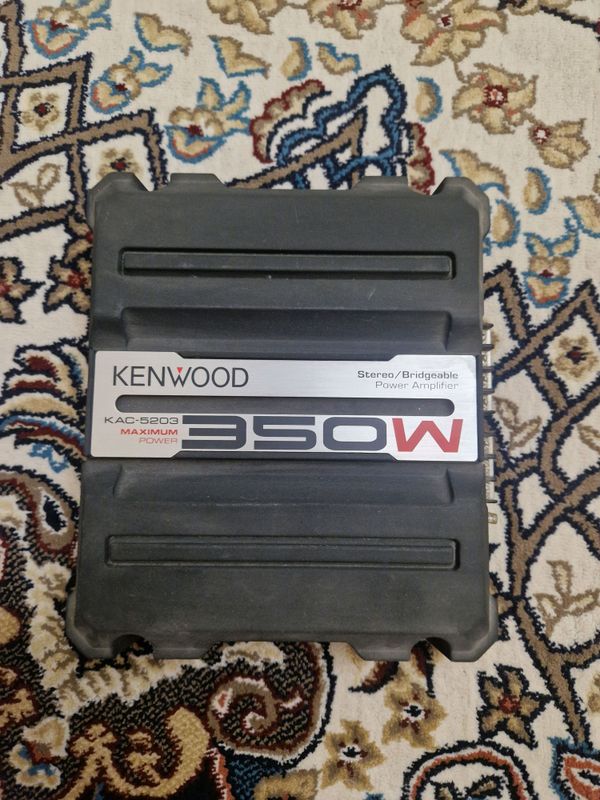 KENWOOD
Stereo/Bridgeable
Power Amplifier
KAC-5203
MAXIMUM
POWER
350W